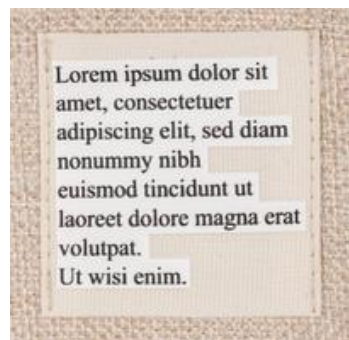 Lorem ipsum dolor sit
amet, consectetuer
adipiscing elit, sed diam
nonummy nibh
euismod tincidunt ut
laoreet dolore magna erat
volutpat.
Ut wisi enim.